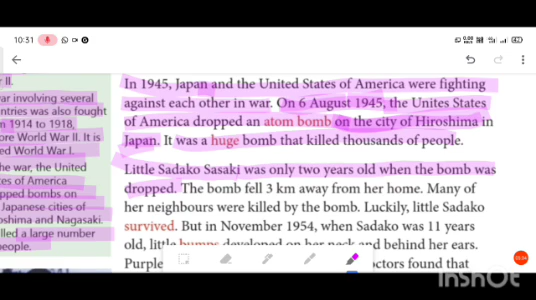 10:31
r II.
ar involving several
ntries was also fought
m 1914 to 1918,
ore World War II. It is
ed World War I.
he war, the United
tes of America
pped bombs on
Japanese cities of
oshima and Nagasaki.
lled a large number
people.
In 1945, Japan and the United States of America were fighting
against each other in war. On 6 August 1945, the Unites States
of America dropped an atom bomb on the city of Hiroshima in
Japan. It was a huge bomb that killed thousands of people.
Little Sadako Sasaki was only two years old when the bomb was
dropped. The bomb fell 3 km away from her home. Many of
her neighbours were killed by the bomb. Luckily, little Sadako
survived. But in November 1954, when Sadako was 11 years
old, little bumps developed on her neck and behind her ears.
Purple octors found that
InShOt